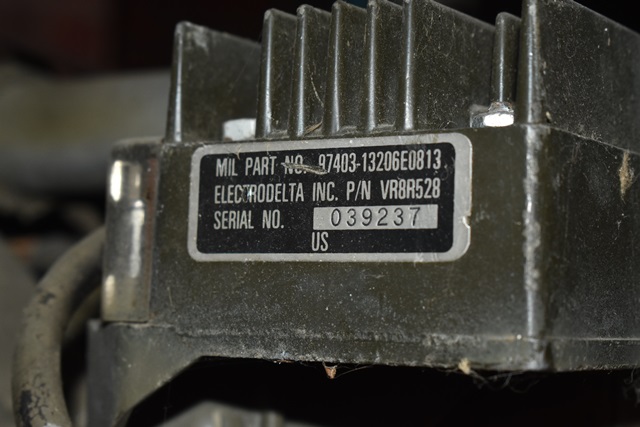 MIL PART NO. 97403-13206E0813
ELECTRODELTA INC. P/N VR8R528
SERIAL NO. 039237
US